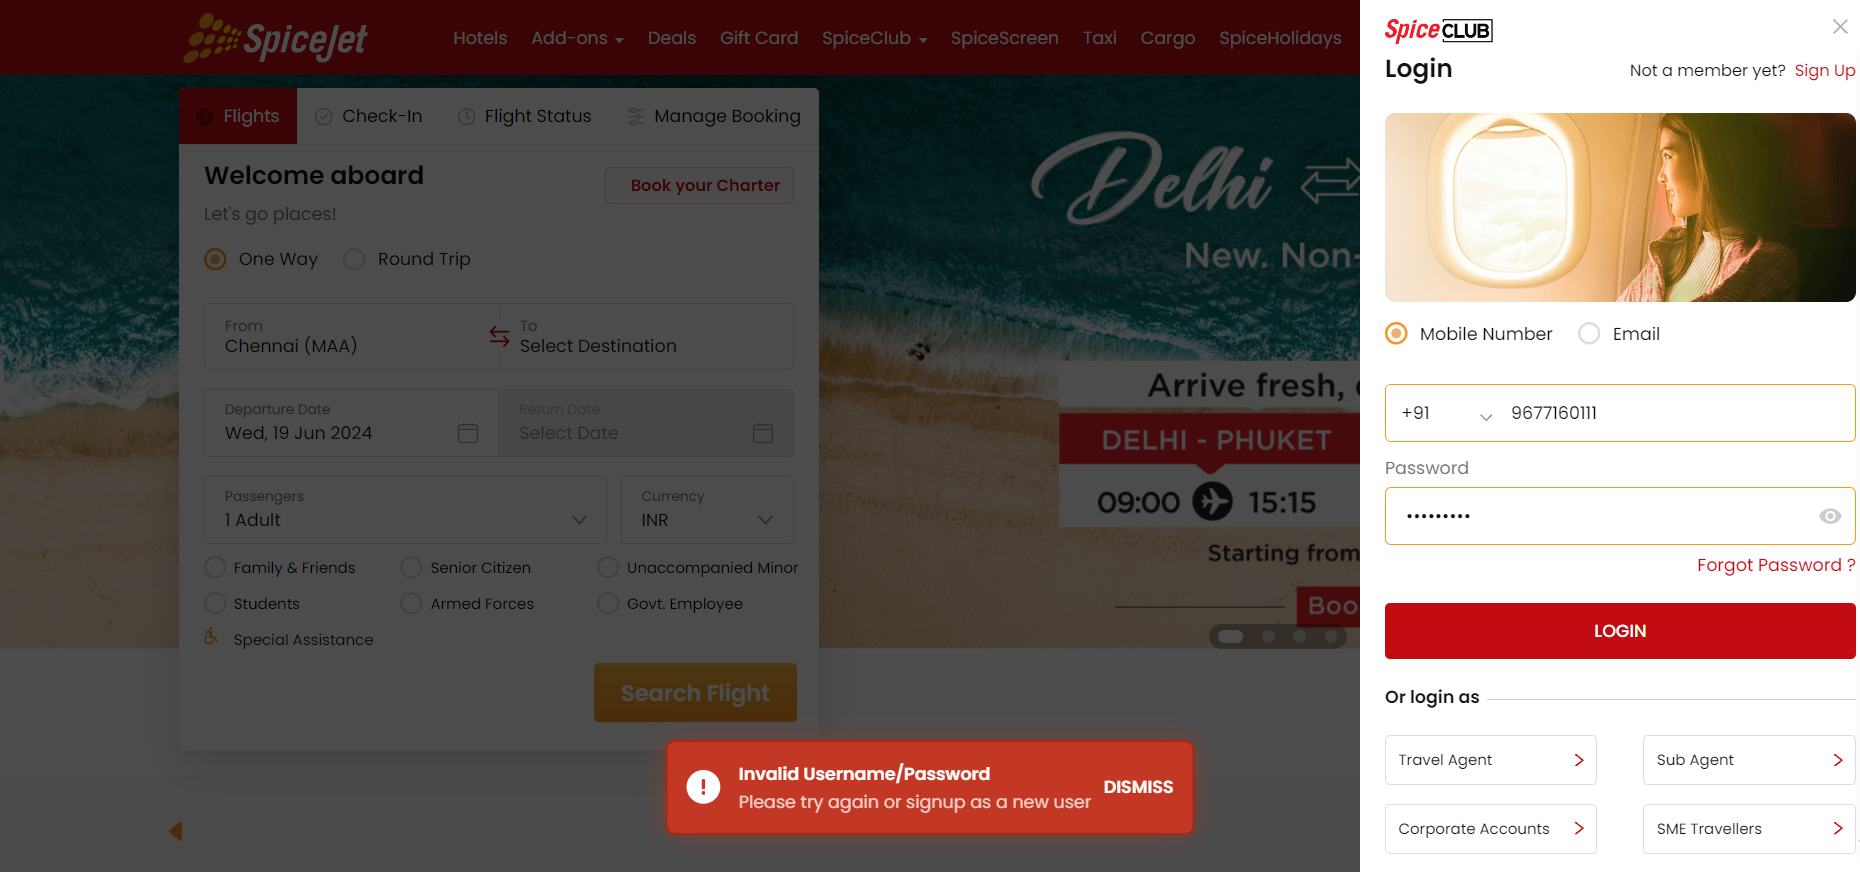 SpiceJet
Hotels Add-ons Deals Gift Card SpiceClub SpiceScreen Taxi Cargo SpiceHolidays
Flights Check-In Flight Status Manage Booking
Welcome aboard
Book your Charter
Let's go places!
One Way Round Trip
From
Chennai (MAA)
To
Select Destination
Departure Date
Wed, 19 Jun 2024
Return Date
Select Date
Passengers
1 Adult
Currency
INR
Family & Friends Senior Citizen Unaccompanied Minor
Students Armed Forces Govt. Employee
Special Assistance
Search Flight
Delhi
New. Non-
Arrive fresh,
DELHI - PHUKET
09:00 15:15
Starting from
Boo
Invalid Username/Password
Please try again or signup as a new user
DISMISS
SpiceCLUB
Login
Not a member yet? Sign Up
Mobile Number Email
+91 9677160111
Password
•••••••••
Forgot Password ?
LOGIN
Or login as
Travel Agent Sub Agent
Corporate Accounts SME Travellers